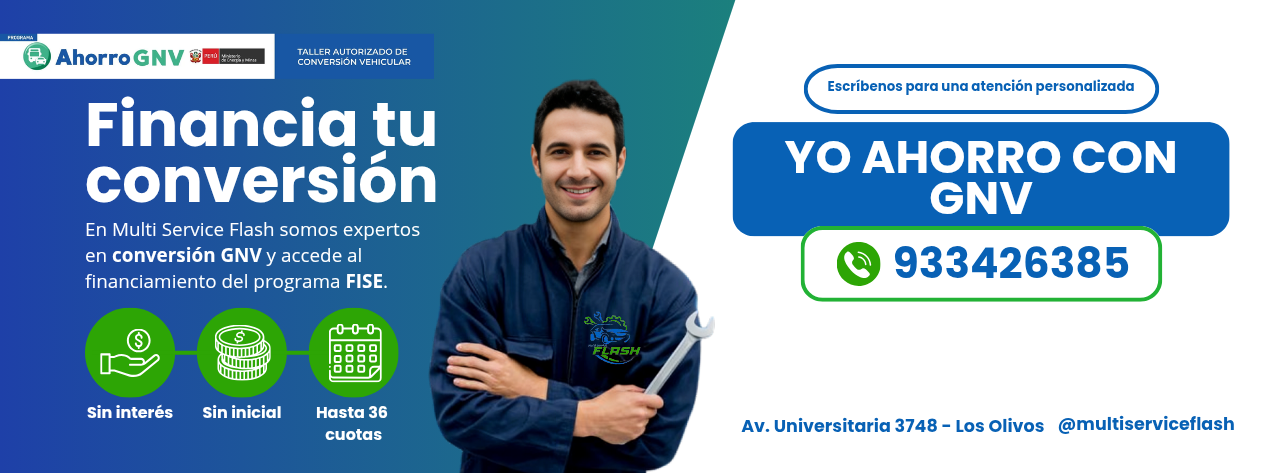 PROGRAMA
Ahorro GNV
PERÚ
Ministerio
de Energía y Minas
TALLER AUTORIZADO DE
CONVERSIÓN VEHICULAR
Financia tu
conversión
En Multi Service Flash somos expertos
en conversión GNV y accede al
financiamiento del programa FISE.
Sin interés
Sin inicial
Hasta 36
cuotas
FLASH
Escríbenos para una atención personalizada
YO AHORRO CON
GNV
933426385
Av. Universitaria 3748 - Los Olivos
@multiserviceflash